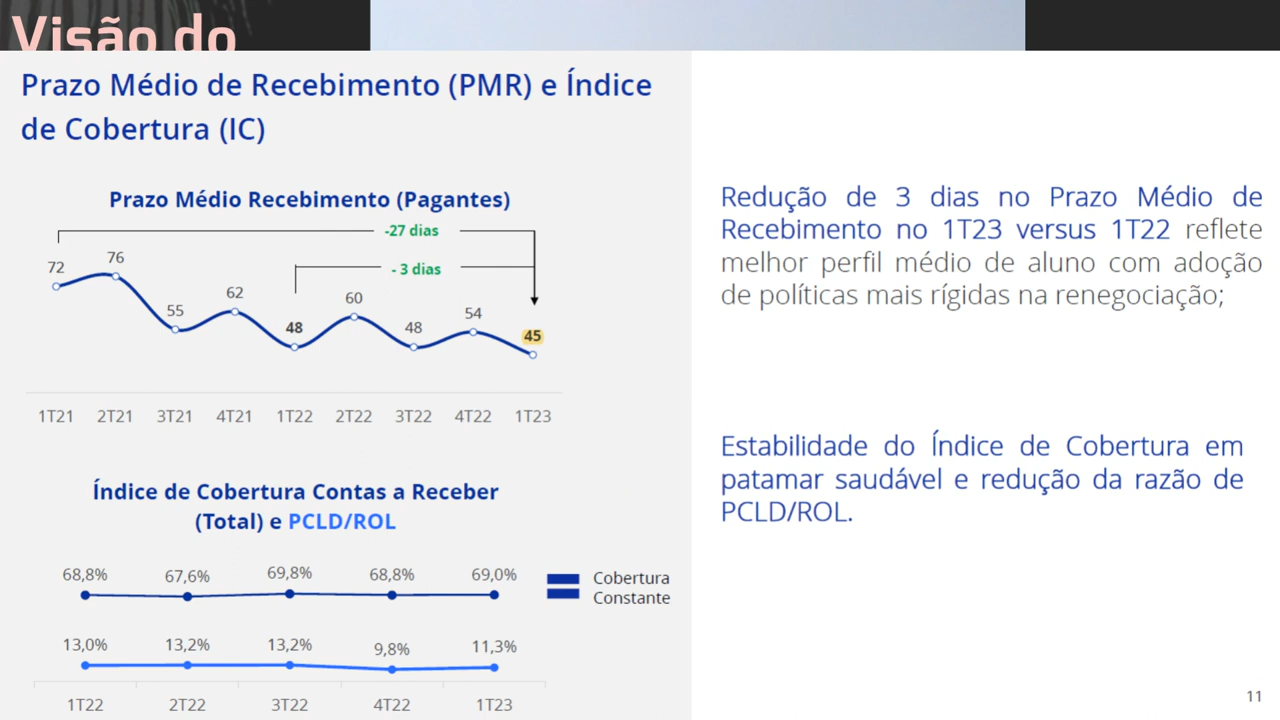 Visão do
Prazo Médio de Recebimento (PMR) e Índice
de Cobertura (IC)
Prazo Médio Recebimento (Pagantes)
-27 dias
- 3 dias
72
76
55
62
48
60
48
54
45
1T21
2T21
3T21
4T21
1T22
2T22
3T22
4T22
1T23
Índice de Cobertura Contas a Receber
(Total) e PCLD/ROL
68,8%
67,6%
69,8%
68,8%
69,0%
Cobertura
Constante
13,0%
13,2%
13,2%
9,8%
11,3%
1T22
2T22
3T22
4T22
1T23
Redução de 3 dias no Prazo Médio de
Recebimento no 1T23 versus 1T22 reflete
melhor perfil médio de aluno com adoção
de políticas mais rígidas na renegociação;
Estabilidade do Índice de Cobertura em
patamar saudável e redução da razão de
PCLD/ROL.
11